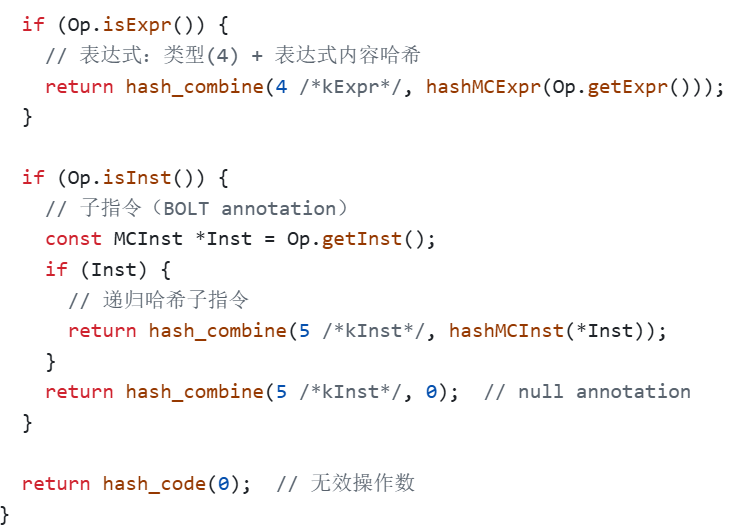 if (Op.isExpr()) {
// 表达式：类型(4) + 表达式内容哈希
return hash_combine(4 /*kExpr*/, hashMCExpr(Op.getExpr()));
}
if (Op.isInst()) {
// 子指令（BOLT annotation）
const MCInst *Inst = Op.getInst();
if (Inst) {
// 递归哈希子指令
return hash_combine(5 /*kInst*/, hashMCInst(*Inst));
}
return hash_combine(5 /*kInst*/, 0);  // null annotation
}
return hash_code(0);  // 无效操作数
}